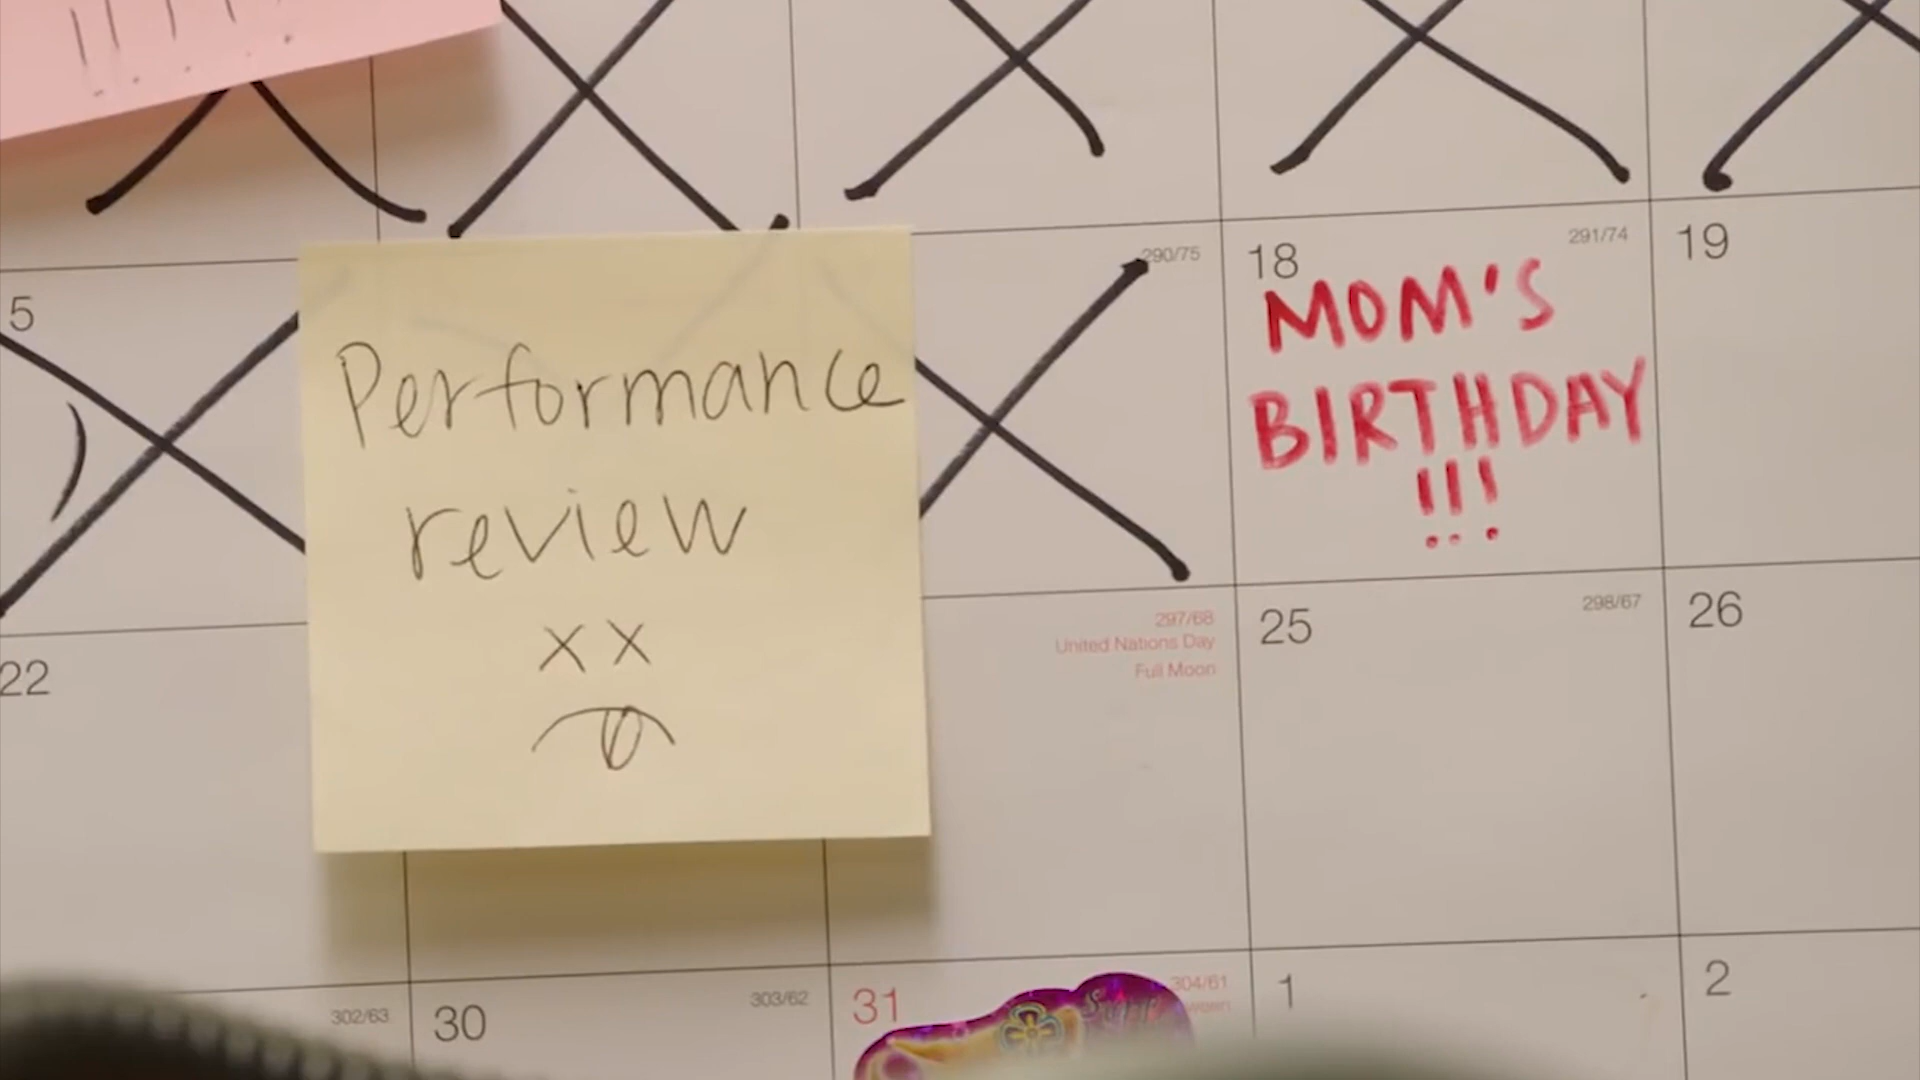 290/75
18
291/74
MOM'S
BIRTHDAY
!!!
19
5
Performance
review
x x
22
297/68
United Nations Day
Full Moon
25
298/67
26
302/63
30
303/62
31
304/61
1
2